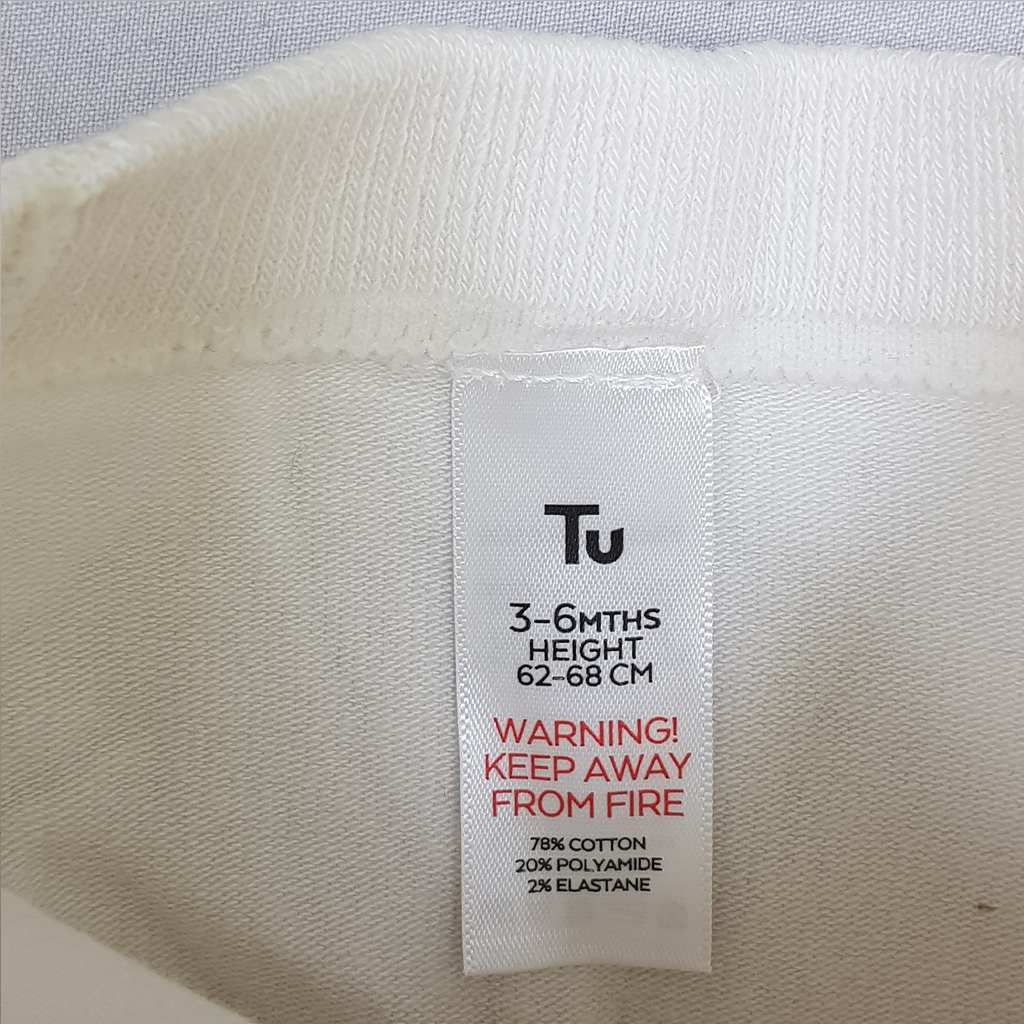 Tu
3-6MTHS
HEIGHT
62-68 CM
WARNING!
KEEP AWAY
FROM FIRE
78% COTTON
20% POLYAMIDE
2% ELASTANE